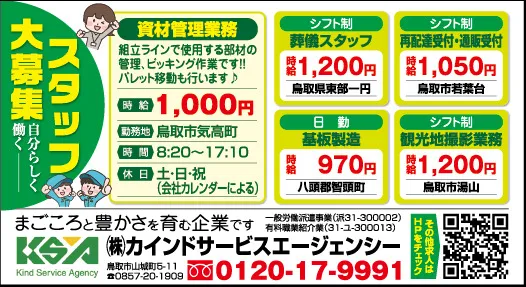 スタッフ
大募集
自分らしく
働く
資材管理業務
組立ラインで使用する部材の
管理、ピッキング作業です!!
パレット移動も行います♪
時給 1,000円
勤務地 鳥取市気高町
時間 8:20〜17:10
休日 土・日・祝
(会社カレンダーによる)
シフト制
葬儀スタッフ
時給1,200円
鳥取県東部一円
シフト制
再配達受付・通販受付
時給1,050円
鳥取市若葉台
日勤
基板製造
時給970円
八頭郡智頭町
シフト制
観光地撮影業務
時給1,200円
鳥取市湯山
まごころと豊かさを育む企業です
一般労働派遣事業(派31-300002)
有料職業紹介業(31-ユ-300013)
KSA
Kind Service Agency
㈱カインドサービスエージェンシー
鳥取市山城町5-11
☎0857-20-1909
0120-17-9991
その他求人は
HPをチェック